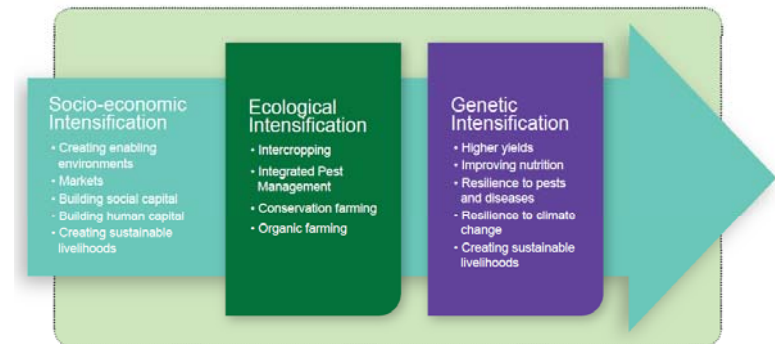 Socio-economic
Intensification
• Creating enabling
environments
• Markets
• Building social capital
• Building human capital
• Creating sustainable
livelihoods
Ecological
Intensification
• Intercropping
• Integrated Pest
Management
• Conservation farming
• Organic farming
Genetic
Intensification
• Higher yields
• Improving nutrition
• Resilience to pests
and diseases
• Resilience to climate
change
• Creating sustainable
livelihoods